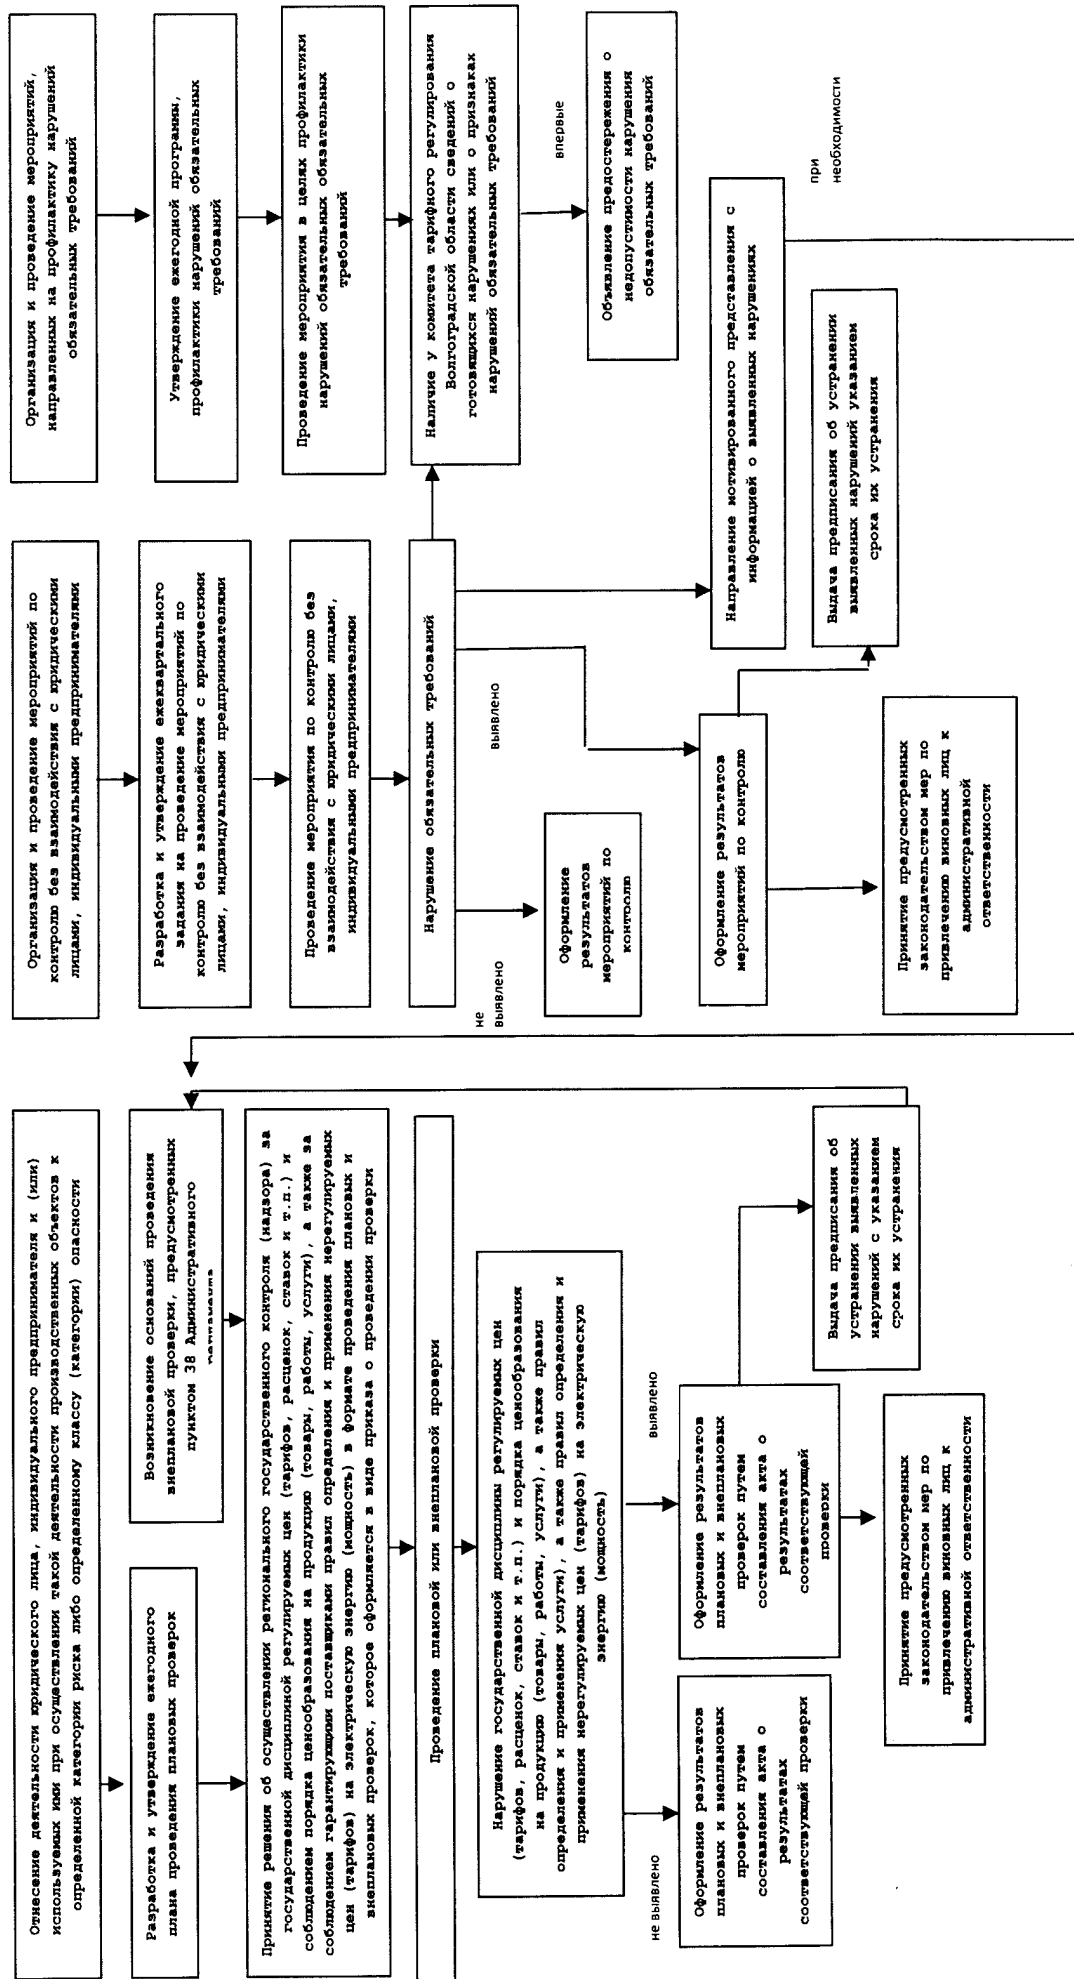 Отнесение деятельности юридического лица, индивидуального предпринимателя и (или)
используемых ими при осуществлении такой деятельности производственных объектов к
определенной категории риска либо определенному классу (категории) опасности
Разработка и утверждение ежегодного
плана проведения плановых проверок
Возникновение оснований проведения
внеплановой проверки, предусмотренных
пунктом 38 Административного
регламента
Принятие решения об осуществлении регионального государственного контроля (надзора) за
государственной дисциплиной регулируемых цен (тарифов, расценок, ставок и т.п.) и
соблюдением порядка ценообразования на продукцию (товары, работы, услуги), а также за
соблюдением гарантирующими поставщиками правил определения и применения нерегулируемых
цен (тарифов) на электрическую энергию (мощность) в формате проведения плановых и
внеплановых проверок, которое оформляется в виде приказа о проведении проверки
Проведение плановой или внеплановой проверки
Нарушение государственной дисциплины регулируемых цен
(тарифов, расценок, ставок и т.п.) и порядка ценообразования
на продукцию (товары, работы, услуги), а также правил
определения и применения услуги), а также правил определения и
применения нерегулируемых цен (тарифов) на электрическую
энергию (мощность)
не выявлено
выявлено
Оформление результатов
плановых и внеплановых
проверок путем
составления акта о
результатах
соответствующей проверки
Оформление результатов
плановых и внеплановых
проверок путем
составления акта о
результатах
соответствующей
проверки
Выдача предписания об
устранении выявленных
нарушений с указанием
срока их устранения
Принятие предусмотренных
законодательством мер по
привлечению виновных лиц к
административной ответственности
Организация и проведение мероприятий по
контролю без взаимодействия с юридическими
лицами, индивидуальными предпринимателями
Разработка и утверждение ежеквартального
задания на проведение мероприятий по
контролю без взаимодействия с юридическими
лицами, индивидуальными предпринимателями
Проведение мероприятия по контролю без
взаимодействия с юридическими лицами,
индивидуальными предпринимателями
Нарушение обязательных требований
не
выявлено
выявлено
Оформление
результатов
мероприятий по
контролю
Оформление результатов
мероприятий по контролю
Принятие предусмотренных
законодательством мер по
привлечению виновных лиц к
административной
ответственности
Организация и проведение мероприятий,
направленных на профилактику нарушений
обязательных требований
Утверждение ежегодной программы,
профилактики нарушений обязательных
требований
Проведение мероприятия в целях профилактики
нарушений обязательных обязательных
требований
Наличие у комитета тарифного регулирования
Волгоградской области сведений о
готовящихся нарушениях или о признаках
нарушений обязательных требований
впервые
Объявление предостережения о
недопустимости нарушения
обязательных требований
Направление мотивированного представления с
информацией о выявленных нарушениях
при
необходимости
Выдача предписания об устранении
выявленных нарушений указанием
срока их устранения